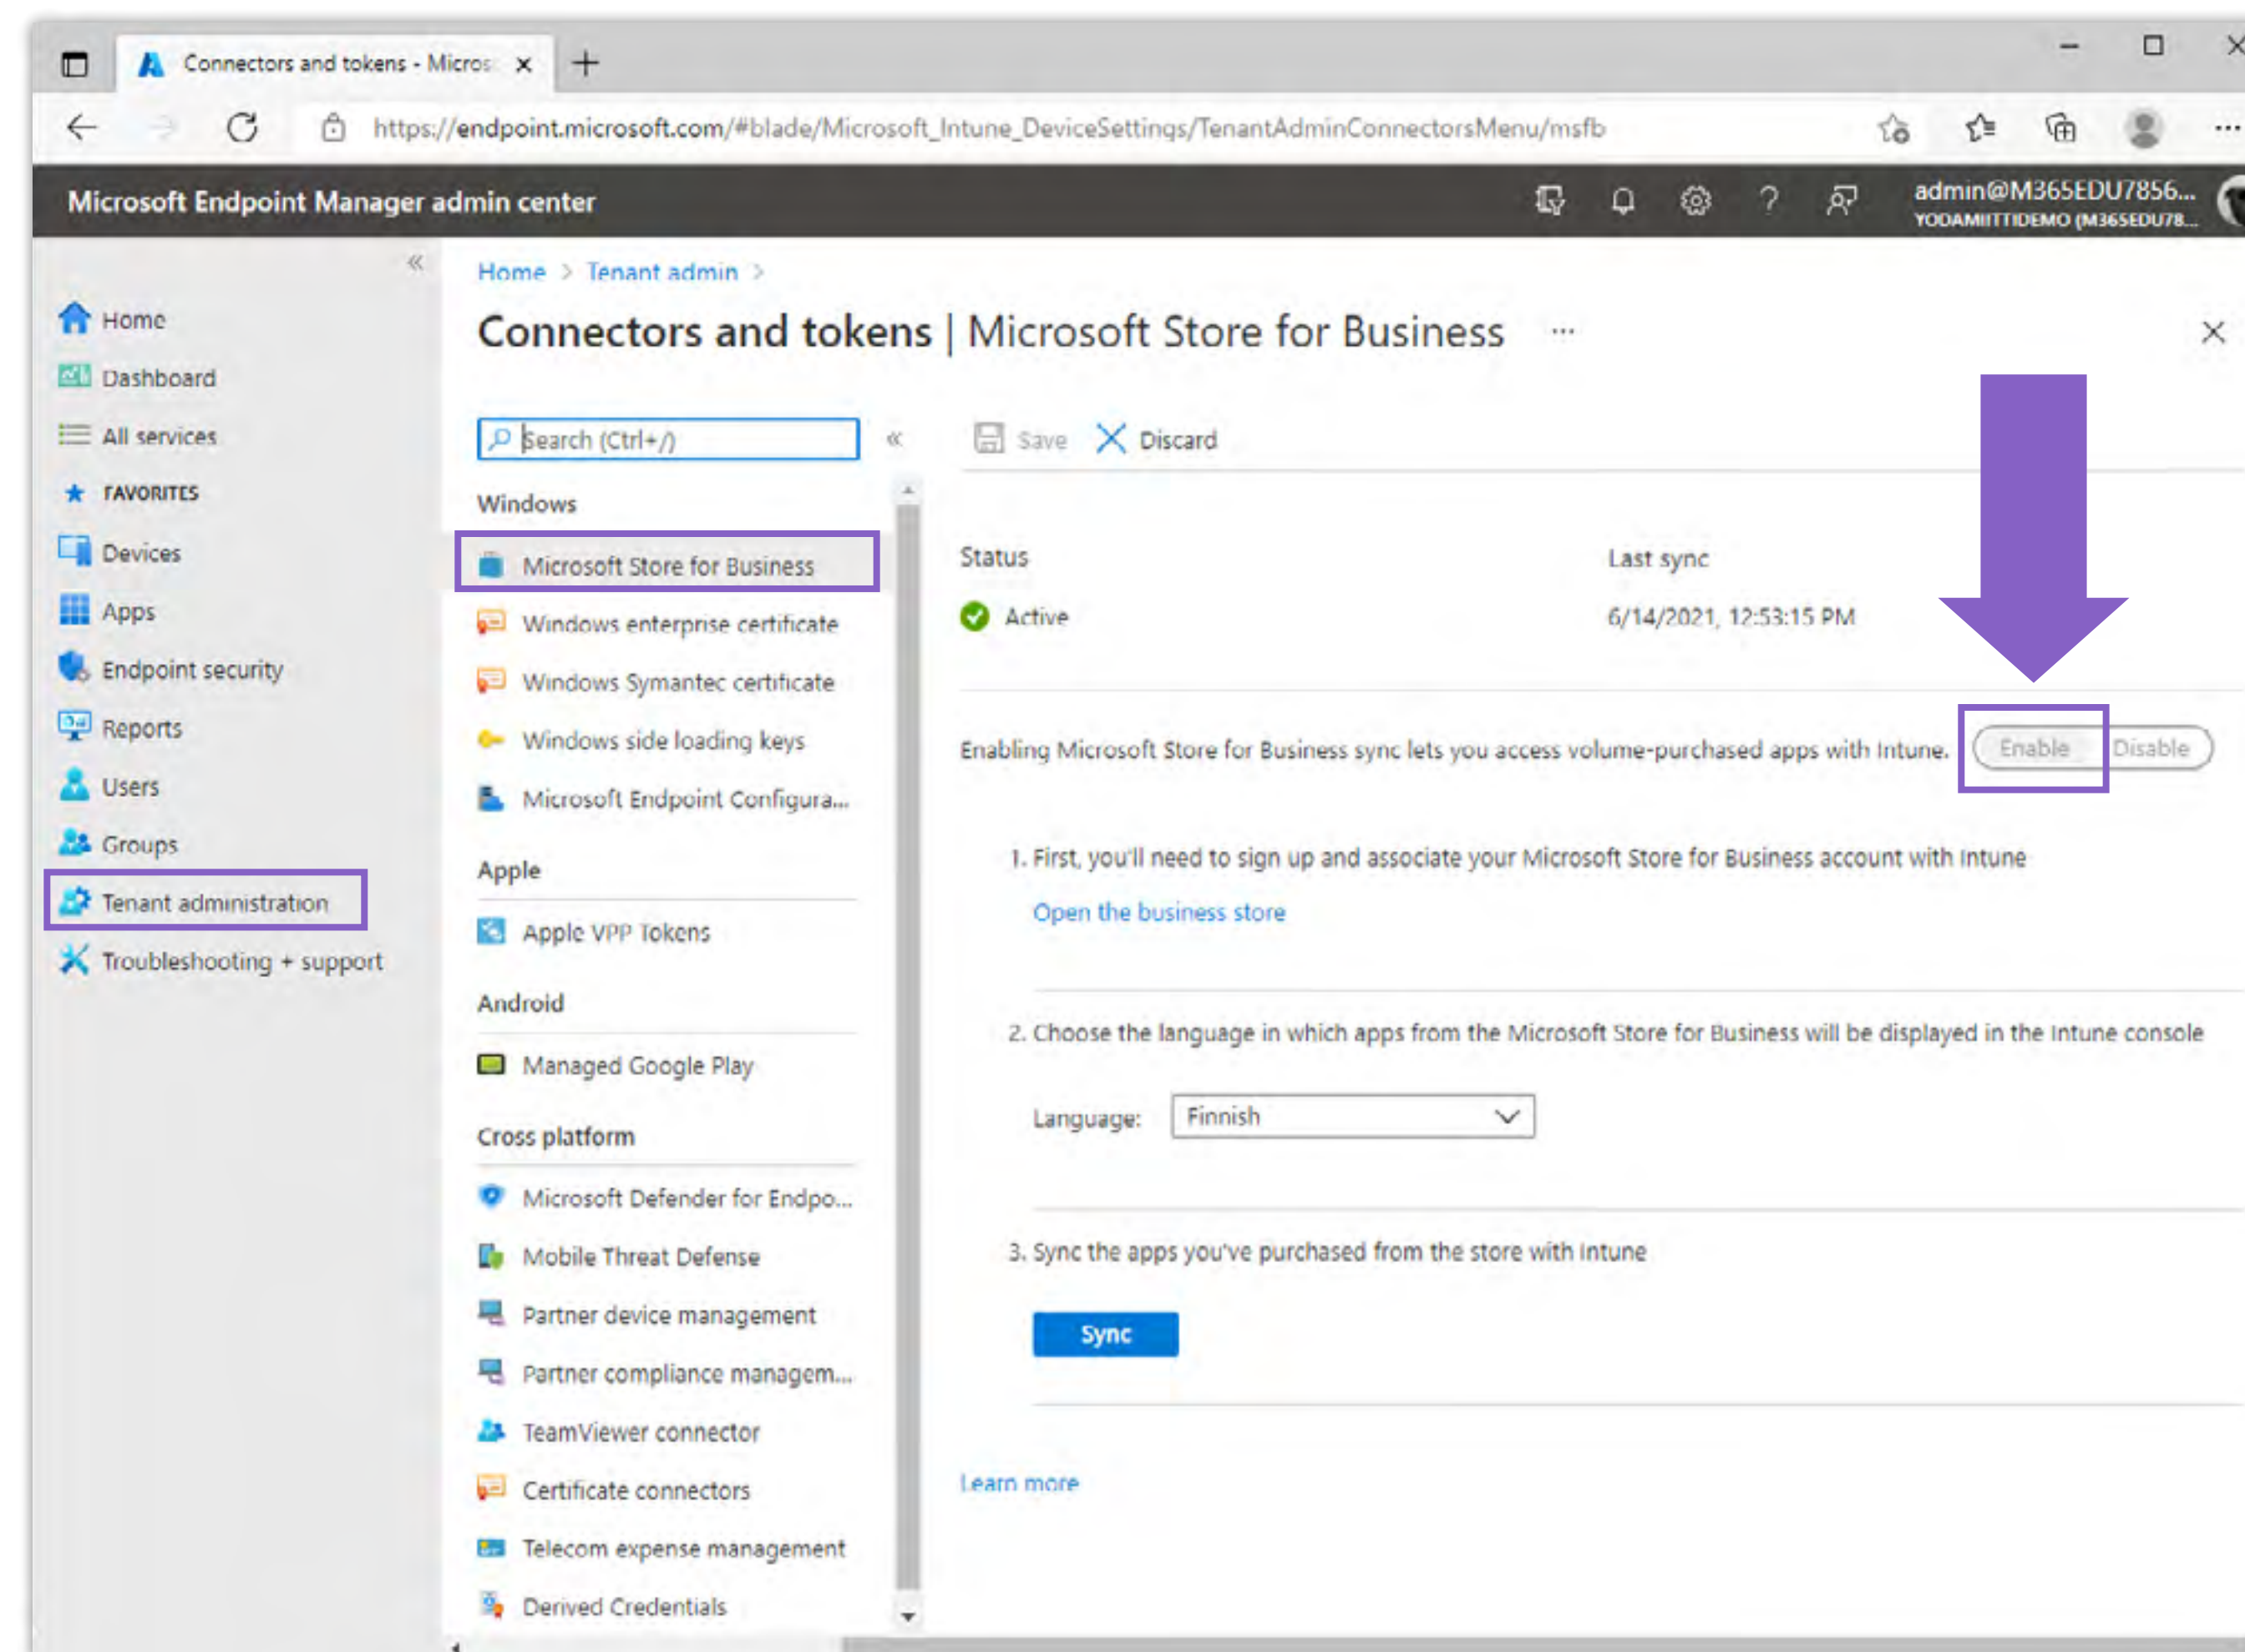 Connectors and tokens - Micros
https://endpoint.microsoft.com/#blade/Microsoft_Intune_DeviceSettings/TenantAdminConnectorsMenu/msfb
Microsoft Endpoint Manager admin center
admin@M365EDU7856...
YODAMIITTIDEMO (M365EDU78...
Home
Dashboard
All services
FAVORITES
Devices
Apps
Endpoint security
Reports
Users
Groups
Tenant administration
Troubleshooting + support
Home > Tenant admin >
Connectors and tokens | Microsoft Store for Business ...
Search (Ctrl+/)
Windows
Microsoft Store for Business
Windows enterprise certificate
Windows Symantec certificate
Windows side loading keys
Microsoft Endpoint Configura...
Apple
Apple VPP Tokens
Android
Managed Google Play
Cross platform
Microsoft Defender for Endpo...
Mobile Threat Defense
Partner device management
Partner compliance managem...
TeamViewer connector
Certificate connectors
Telecom expense management
Derived Credentials
Save Discard
Status Last sync
Active 6/14/2021, 12:53:15 PM
Enabling Microsoft Store for Business sync lets you access volume-purchased apps with Intune. Enable Disable
1. First, you'll need to sign up and associate your Microsoft Store for Business account with Intune
Open the business store
2. Choose the language in which apps from the Microsoft Store for Business will be displayed in the Intune console
Language: Finnish
3. Sync the apps you've purchased from the store with Intune
Sync
Learn more